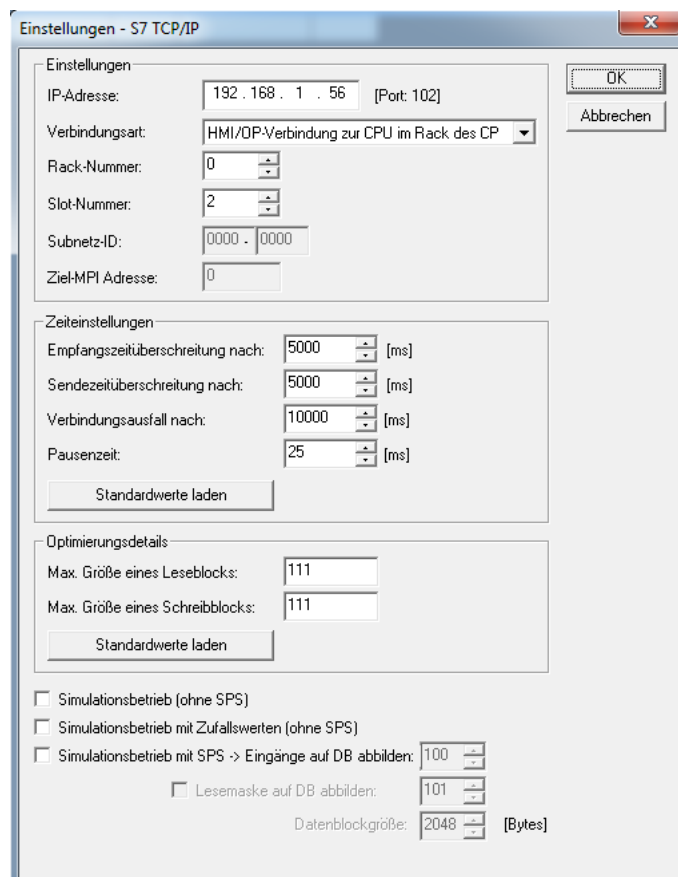 Einstellungen - S7 TCP/IP
Einstellungen
IP-Adresse: 192 . 168 . 1 . 56 [Port: 102]
Verbindungsart: HMI/OP-Verbindung zur CPU im Rack des CP
Rack-Nummer: 0
Slot-Nummer: 2
Subnetz-ID: 0000 - 0000
Ziel-MPI Adresse: 0
OK
Abbrechen
Zeiteinstellungen
Empfangszeitüberschreitung nach: 5000 [ms]
Sendezeitüberschreitung nach: 5000 [ms]
Verbindungsausfall nach: 10000 [ms]
Pausenzeit: 25 [ms]
Standardwerte laden
Optimierungsdetails
Max. Größe eines Leseblocks: 111
Max. Größe eines Schreibblocks: 111
Standardwerte laden
Simulationsbetrieb (ohne SPS)
Simulationsbetrieb mit Zufallswerten (ohne SPS)
Simulationsbetrieb mit SPS -> Eingänge auf DB abbilden: 100
Lesemaske auf DB abbilden: 101
Datenblockgröße: 2048 [Bytes]